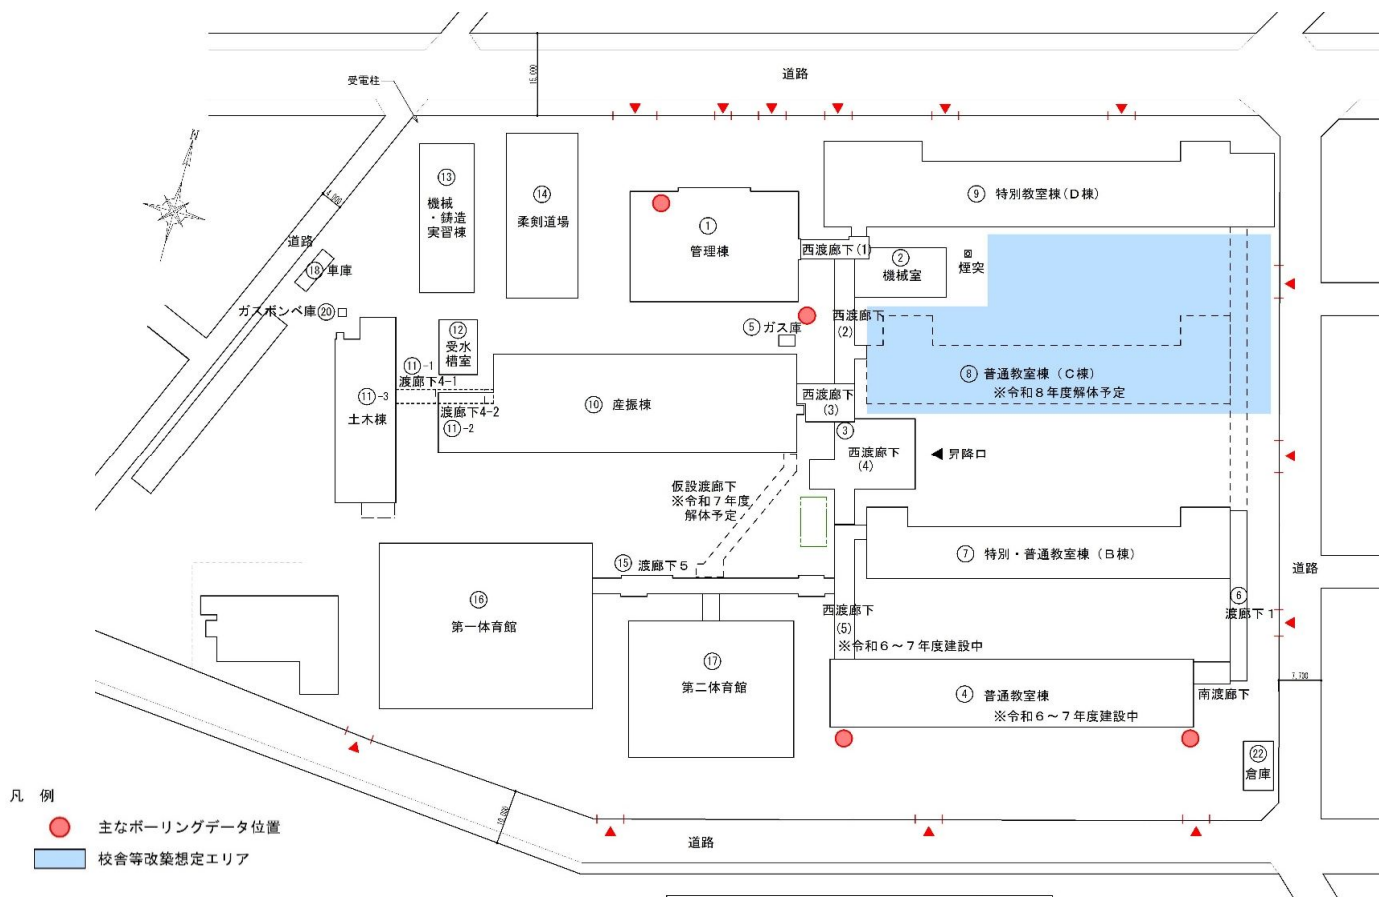 道路
受電柱
16,000
N
⑬
機械
・鋳造
実習棟
⑭
柔剣道場
①
管理棟
⑨ 特別教室棟(D棟)
4,000
道路
⑱ 車庫
西渡廊下(1)
②
機械室
煙突
ガスボンベ庫⑳
⑫
受水
槽室
⑤ ガス庫
西渡廊下
(2)
⑪-1
渡廊下4-1
⑪-3
土木棟
渡廊下4-2
⑪-2
⑩ 産振棟
西渡廊下
(3)
⑧ 普通教室棟(C棟)
※令和8年度解体予定
③
西渡廊下
(4)
昇降口
仮設渡廊下
※令和7年度
解体予定
⑦ 特別・普通教室棟(B棟)
⑮ 渡廊下5
道路
⑥
渡廊下1
⑯
第一体育館
西渡廊下
(5)
※令和6~7年度建設中
⑰
第二体育館
④ 普通教室棟
※令和6~7年度建設中
南渡廊下
7,700
㉒
倉庫
10,000
道路
凡 例
主なボーリングデータ位置
校舎等改築想定エリア